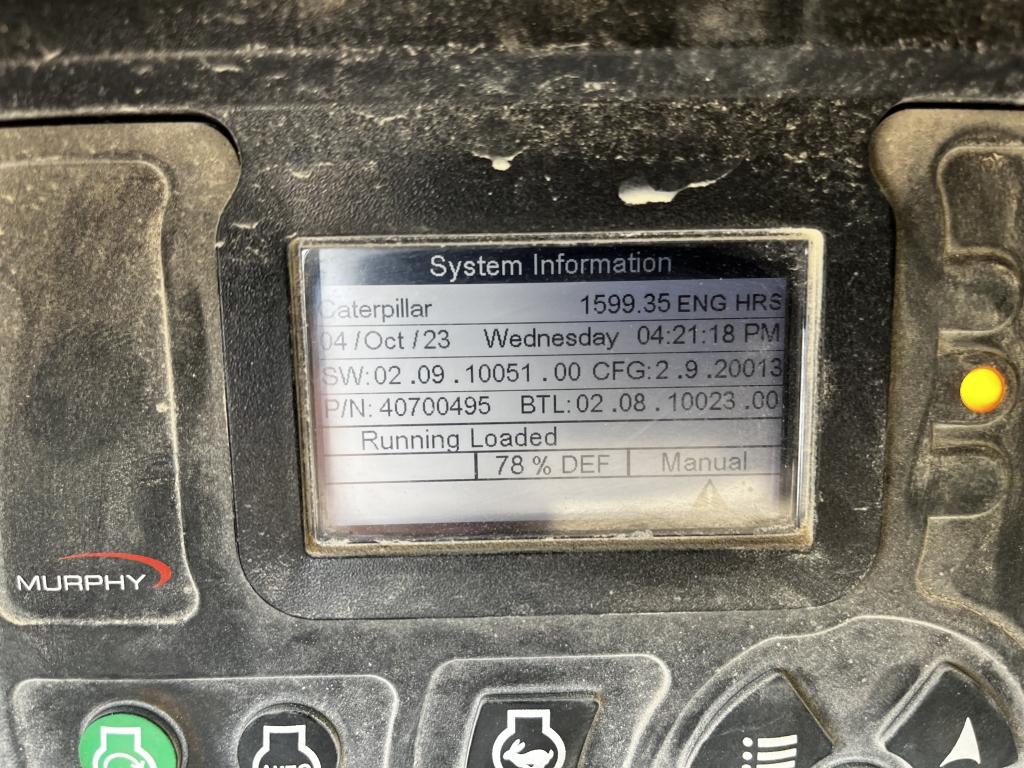 System Information
Caterpillar 1599.35 ENG HRS
04/Oct/23 Wednesday 04:21:18 PM
SW:02.09.10051.00 CFG:2.9.20013
P/N: 40700495 BTL:02.08.10023.00
Running Loaded
78 % DEF Manual
MURPHY
AUTO